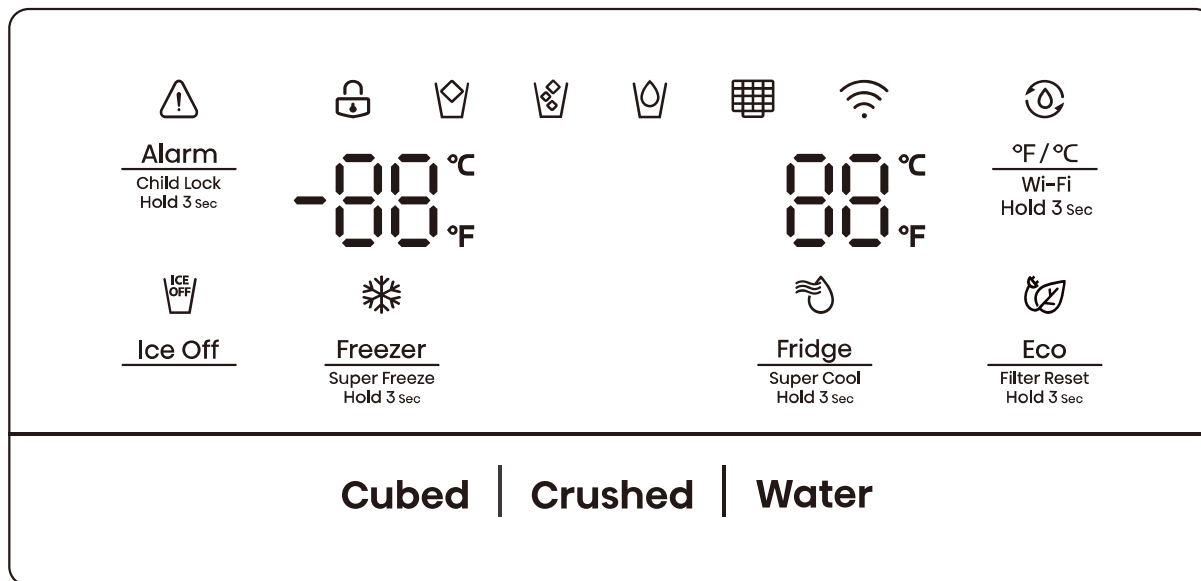 Alarm
Child Lock
Hold 3 Sec
-88 °C
°F
88 °C
°F
°F/°C
Wi-Fi
Hold 3 Sec
ICE
OFF
Ice Off
Freezer
Super Freeze
Hold 3 Sec
Fridge
Super Cool
Hold 3 Sec
Eco
Filter Reset
Hold 3 Sec
Cubed | Crushed | Water